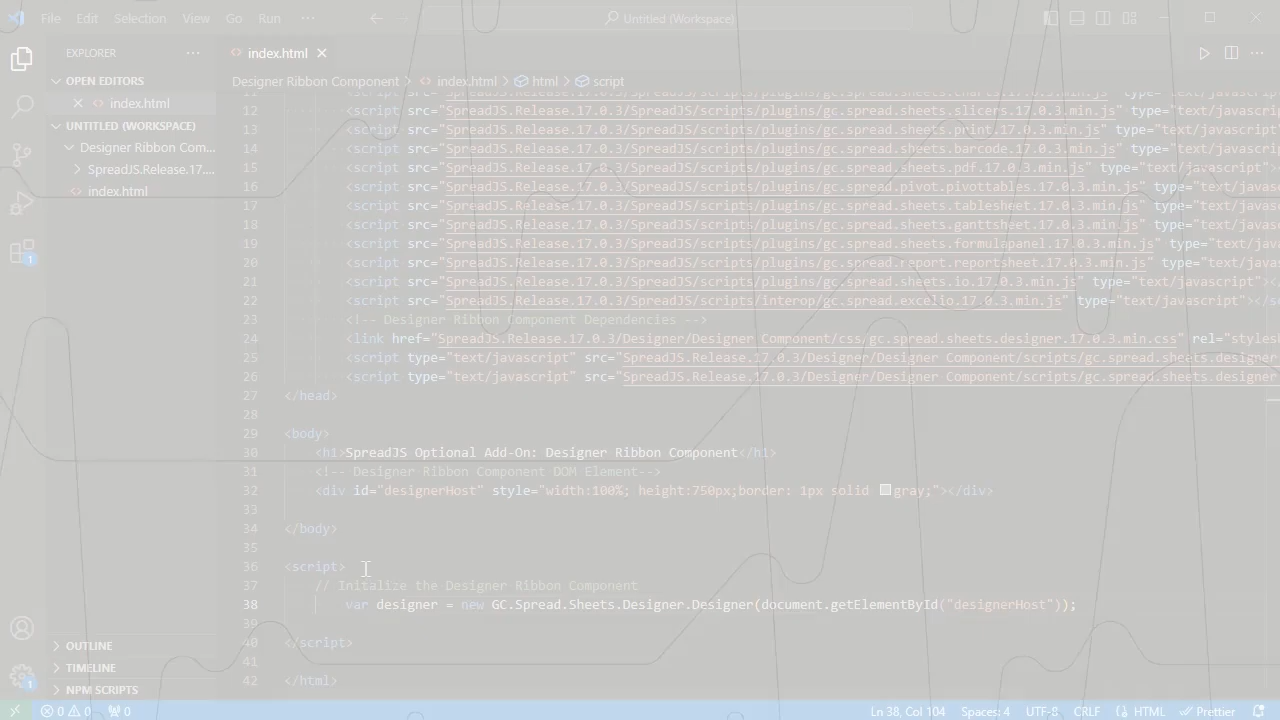 File Edit Selection View Go Run ···
Untitled (Workspace)
EXPLORER ···
OPEN EDITORS
index.html
UNTITLED (WORKSPACE)
Designer Ribbon Com...
SpreadJS.Release.17....
index.html
OUTLINE
TIMELINE
NPM SCRIPTS
index.html
Designer Ribbon Component > index.html > html > script
12 <script src="SpreadJS.Release.17.0.3/SpreadJS/scripts/plugins/gc.spread.sheets.slicers.17.0.3.min.js" type="text/javascript
13 <script src="SpreadJS.Release.17.0.3/SpreadJS/scripts/plugins/gc.spread.sheets.print.17.0.3.min.js" type="text/javascript"
14 <script src="SpreadJS.Release.17.0.3/SpreadJS/scripts/plugins/gc.spread.sheets.barcode.17.0.3.min.js" type="text/javascript
15 <script src="SpreadJS.Release.17.0.3/SpreadJS/scripts/plugins/gc.spread.sheets.pdf.17.0.3.min.js" type="text/javascript">
16 <script src="SpreadJS.Release.17.0.3/SpreadJS/scripts/plugins/gc.spread.pivot.pivottables.17.0.3.min.js" type="text/javas
17 <script src="SpreadJS.Release.17.0.3/SpreadJS/scripts/plugins/gc.spread.sheets.tablesheet.17.0.3.min.js" type="text/javas
18 <script src="SpreadJS.Release.17.0.3/SpreadJS/scripts/plugins/gc.spread.sheets.ganttsheet.17.0.3.min.js" type="text/javas
19 <script src="SpreadJS.Release.17.0.3/SpreadJS/scripts/plugins/gc.spread.sheets.formulapanel.17.0.3.min.js" type="text/jav
20 <script src="SpreadJS.Release.17.0.3/SpreadJS/scripts/plugins/gc.spread.report.reportsheet.17.0.3.min.js" type="text/java
21 <script src="SpreadJS.Release.17.0.3/SpreadJS/scripts/plugins/gc.spread.sheets.io.17.0.3.min.js" type="text/javascript"></
22 <script src="SpreadJS.Release.17.0.3/SpreadJS/scripts/interop/gc.spread.excelio.17.0.3.min.js" type="text/javascript"></s
23 <!-- Designer Ribbon Component Dependencies -->
24 <link href="SpreadJS.Release.17.0.3/Designer/Designer Component/css/gc.spread.sheets.designer.17.0.3.min.css" rel="styles
25 <script type="text/javascript" src="SpreadJS.Release.17.0.3/Designer/Designer Component/scripts/gc.spread.sheets.designer
26 <script type="text/javascript" src="SpreadJS.Release.17.0.3/Designer/Designer Component/scripts/gc.spread.sheets.designer
27 </head>
28
29 <body>
30 <h1>SpreadJS Optional Add-On: Designer Ribbon Component</h1>
31 <!-- Designer Ribbon Component DOM Element-->
32 <div id="designerHost" style="width:100%; height:750px;border: 1px solid gray;"></div>
33
34 </body>
35
36 <script>
37 // Initalize the Designer Ribbon Component
38 var designer = new GC.Spread.Sheets.Designer.Designer(document.getElementById("designerHost"));
39
40 </script>
41
42 </html>
0 0 0 Ln 38, Col 104 Spaces: 4 UTF-8 CRLF HTML Prettier